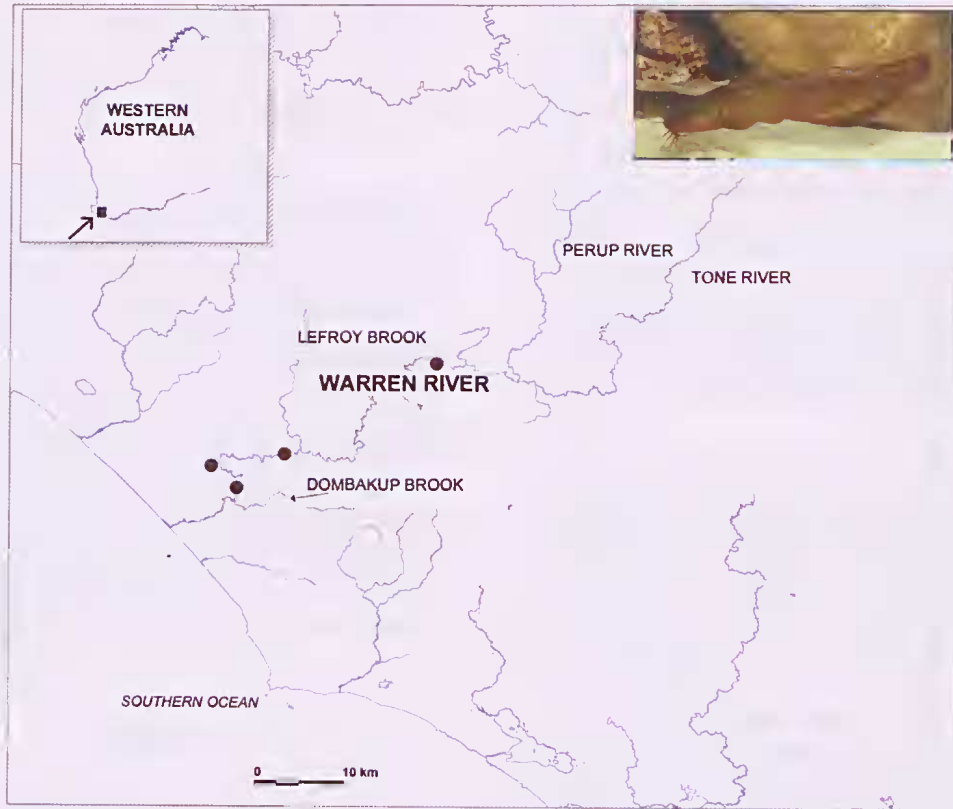 WESTERN
AUSTRALIA
PERUP RIVER
TONE RIVER
LEFROY BROOK
WARREN RIVER
DOMBAKUP BROOK
SOUTHERN OCEAN
0 10 km